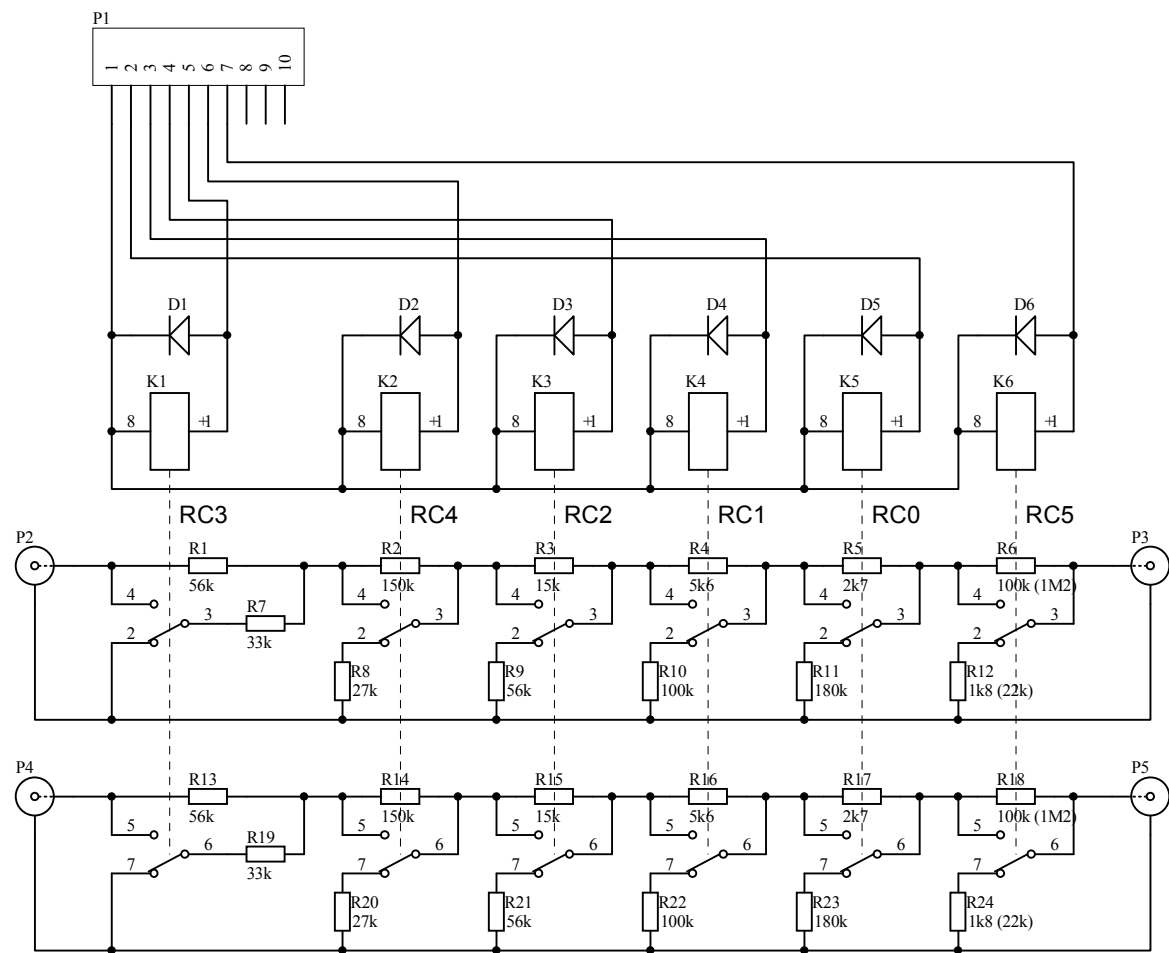 P1
1 2 3 4 5 6 7 8 9 10
D1 D2 D3 D4 D5 D6
K1 K2 K3 K4 K5 K6
8 +1 8 +1 8 +1 8 +1 8 +1 8 +1
RC3 RC4 RC2 RC1 RC0 RC5
P2 R1 R2 R3 R4 R5 R6 P3
56k 150k 15k 5k6 2k7 100k (1M2)
4 R7 4 4 4 4 4
3 3 3 3 3 3
2 33k 2 2 2 2 2
R8 R9 R10 R11 R12
27k 56k 100k 180k 1k8 (22k)
P4 R13 R14 R15 R16 R17 R18 P5
56k 150k 15k 5k6 2k7 100k (1M2)
5 R19 5 5 5 5 5
6 6 6 6 6 6
7 33k 7 7 7 7 7
R20 R21 R22 R23 R24
27k 56k 100k 180k 1k8 (22k)